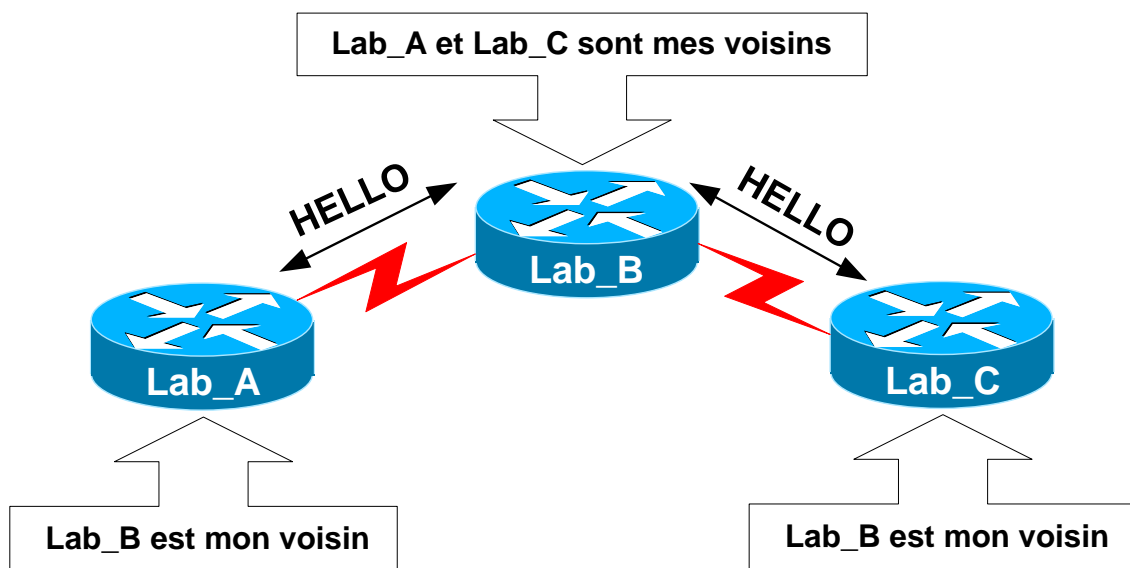 Lab_A et Lab_C sont mes voisins
HELLO
HELLO
Lab_B
Lab_A
Lab_C
Lab_B est mon voisin
Lab_B est mon voisin